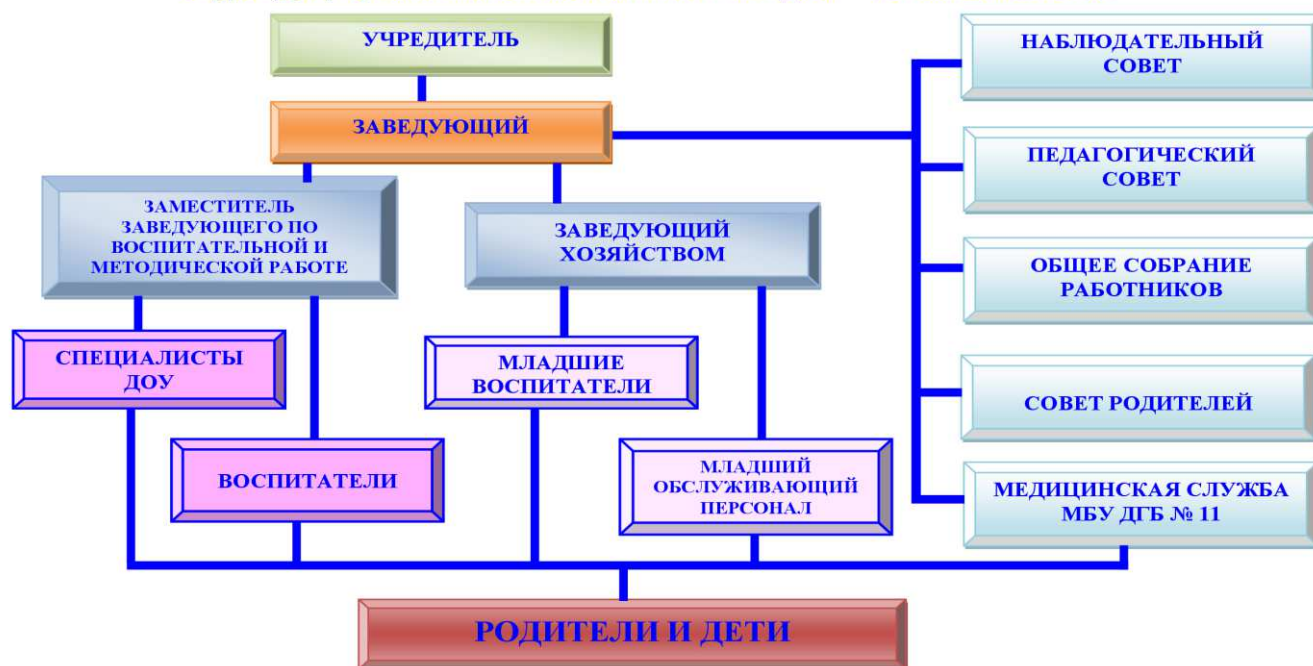 УЧРЕДИТЕЛЬ
ЗАВЕДУЮЩИЙ
ЗАМЕСТИТЕЛЬ
ЗАВЕДУЮЩЕГО ПО
ВОСПИТАТЕЛЬНОЙ И
МЕТОДИЧЕСКОЙ РАБОТЕ
ЗАВЕДУЮЩИЙ
ХОЗЯЙСТВОМ
СПЕЦИАЛИСТЫ
ДОУ
ВОСПИТАТЕЛИ
МЛАДШИЕ
ВОСПИТАТЕЛИ
МЛАДШИЙ
ОБСЛУЖИВАЮЩИЙ
ПЕРСОНАЛ
НАБЛЮДАТЕЛЬНЫЙ
СОВЕТ
ПЕДАГОГИЧЕСКИЙ
СОВЕТ
ОБЩЕЕ СОБРАНИЕ
РАБОТНИКОВ
СОВЕТ РОДИТЕЛЕЙ
МЕДИЦИНСКАЯ СЛУЖБА
МБУ ДГБ № 11
РОДИТЕЛИ И ДЕТИ